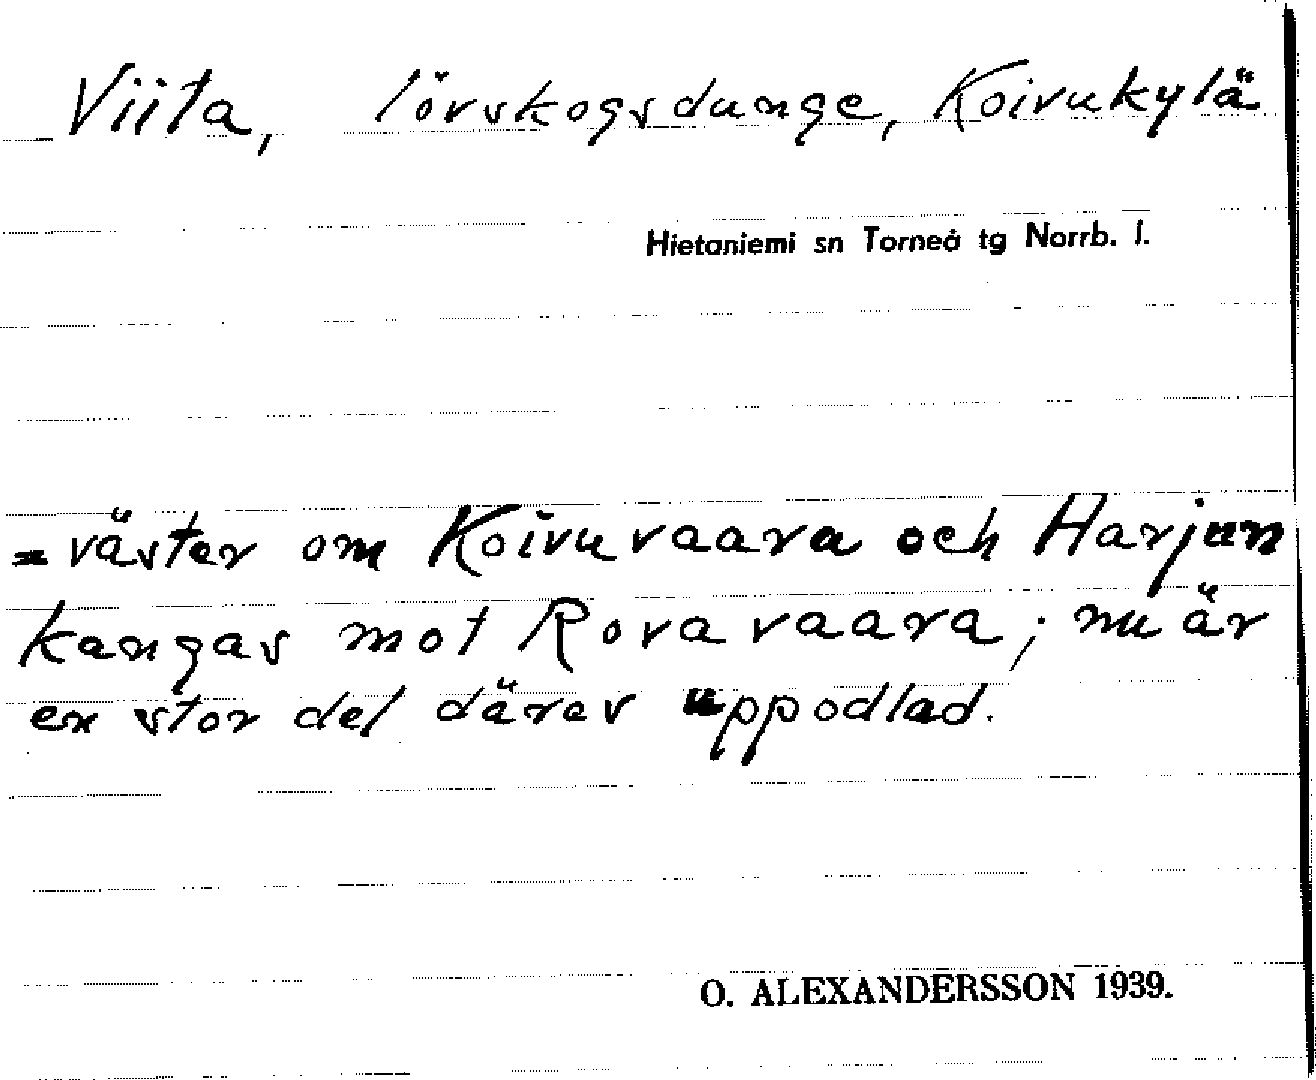 Viita, lövskogsdunge, Koivukylä
Hietaniemi sn Torneå tg Norrb. l.
= väster om Koivuvaara och Harjun
kangas mot Rovavaara; nu är
en stor del därav uppodlad.
O. ALEXANDERSSON 1939.